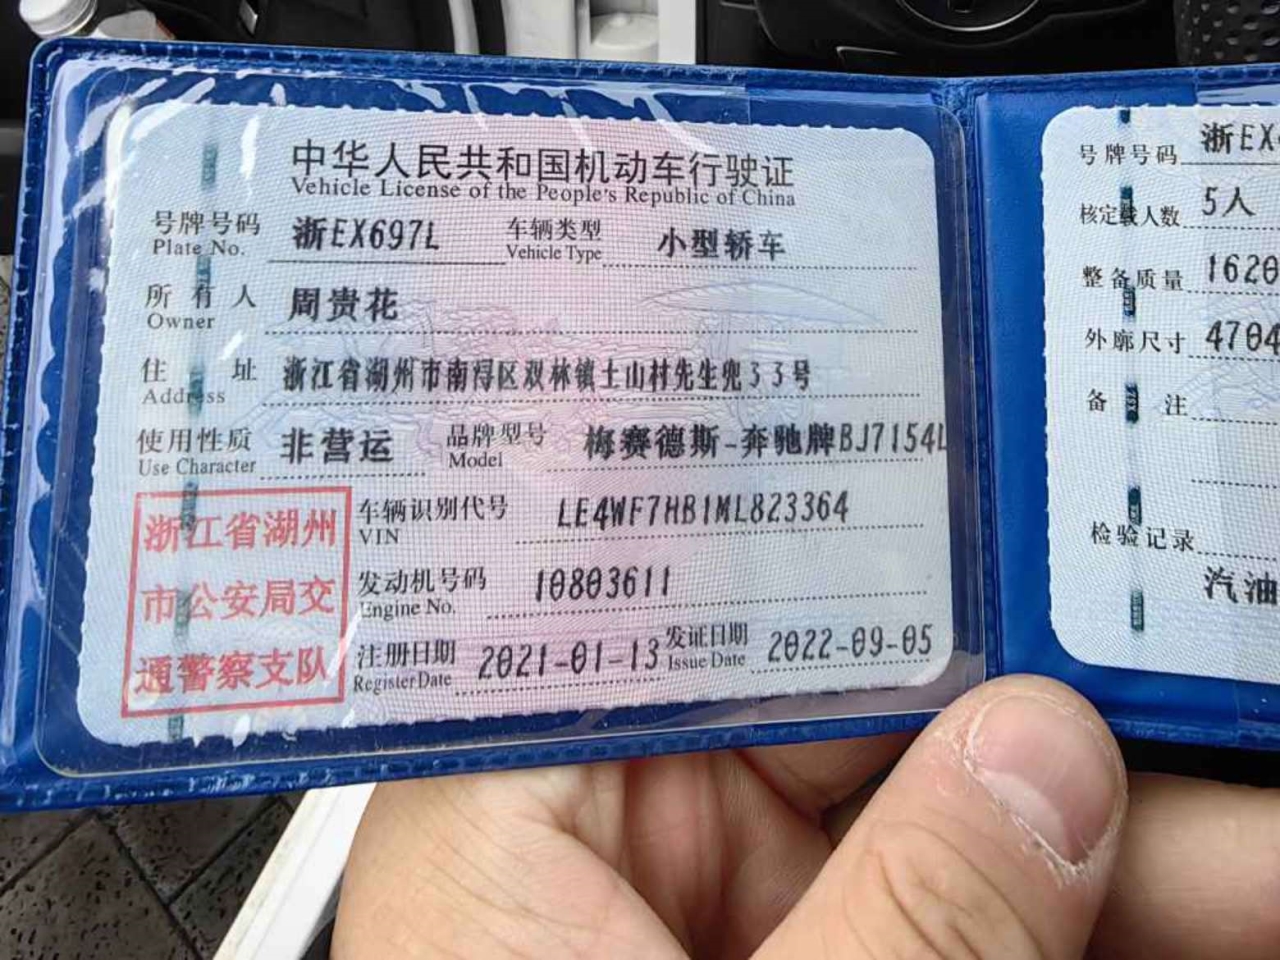 中华人民共和国机动车行驶证
Vehicle License of the People's Republic of China
号牌号码 浙EX697L 车辆类型 小型轿车
Plate No. Vehicle Type
所有人 周贵花
Owner
住址 浙江省湖州市南浔区双林镇土山村先生兜33号
Address
使用性质 非营运 品牌型号 梅赛德斯-奔驰牌BJ7154L
Use Character Model
浙江省湖州
市公安局交
通警察支队
车辆识别代号 LE4WF7HB1ML823364
VIN
发动机号码 10803611
Engine No.
注册日期 2021-01-13 发证日期 2022-09-05
Register Date Issue Date
号牌号码 浙EX
核定载人数 5人
整备质量 1620
外廓尺寸 4704
备注
检验记录
汽油